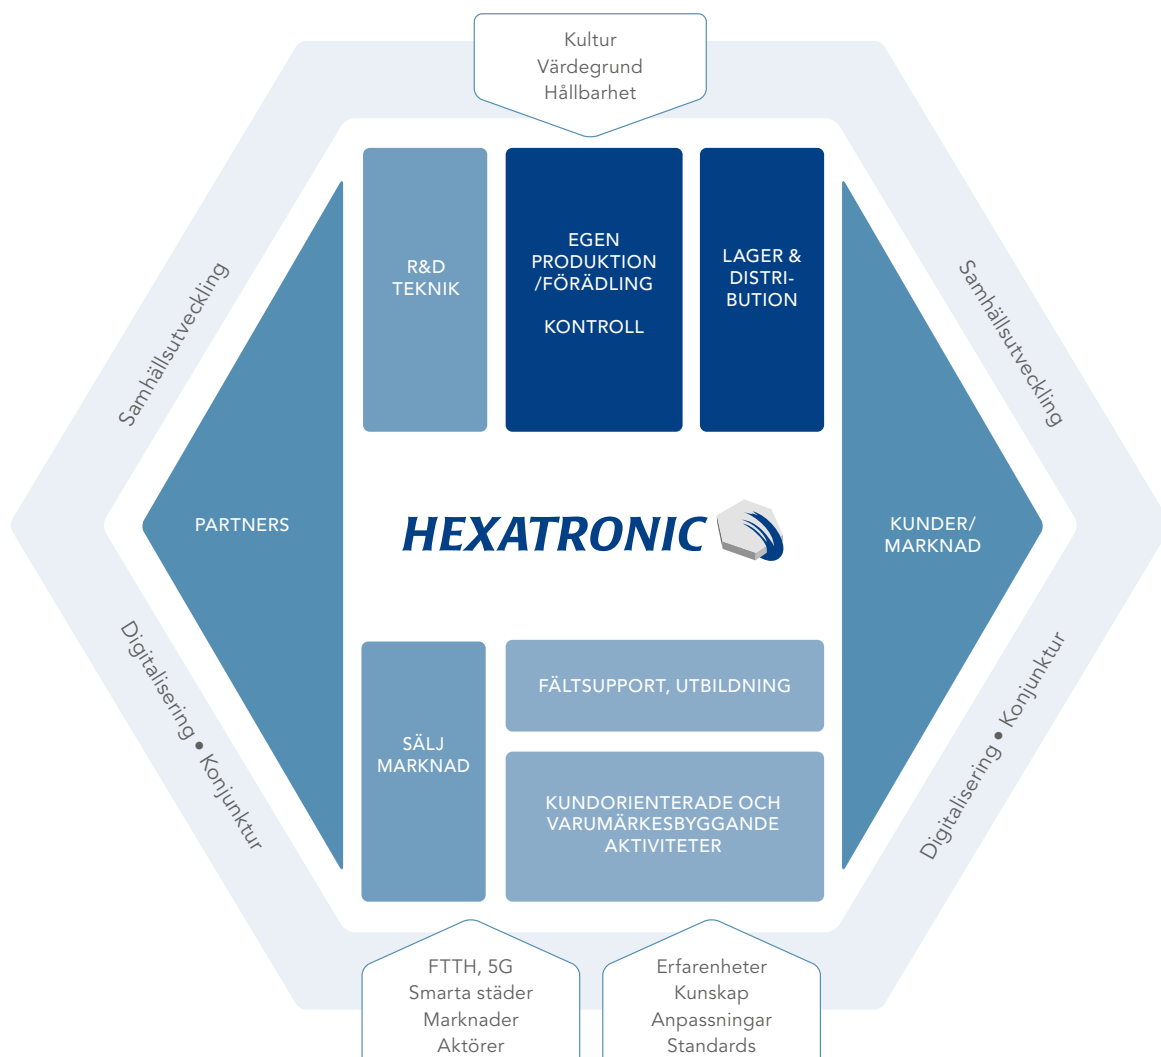 Kultur
Värdegrund
Hållbarhet
Samhällsutveckling
Samhällsutveckling
R&D
TEKNIK
EGEN
PRODUKTION
/FÖRÄDLING
KONTROLL
LAGER &
DISTRI-
BUTION
PARTNERS
HEXATRONIC
KUNDER/
MARKNAD
Digitalisering • Konjunktur
Digitalisering • Konjunktur
SÄLJ
MARKNAD
FÄLTSUPPORT, UTBILDNING
KUNDORIENTERADE OCH
VARUMÄRKESBYGGANDE
AKTIVITETER
FTTH, 5G
Smarta städer
Marknader
Aktörer
Erfarenheter
Kunskap
Anpassningar
Standards